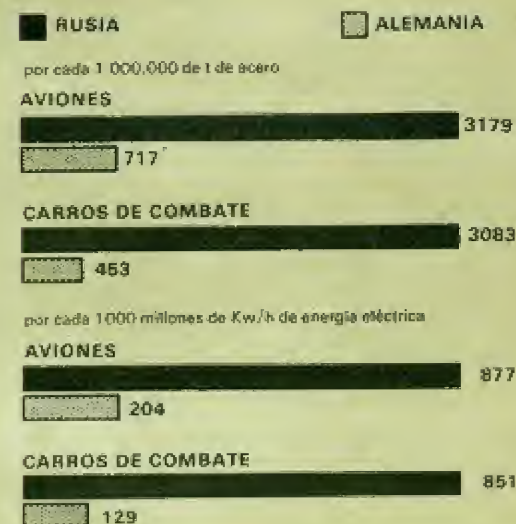 RUSIA ALEMANIA
por cada 1 000.000 de t de acero
AVIONES
3179
717
CARROS DE COMBATE
3083
453
por cada 1000 millones de Kw/h de energía eléctrica
AVIONES
877
204
CARROS DE COMBATE
851
129